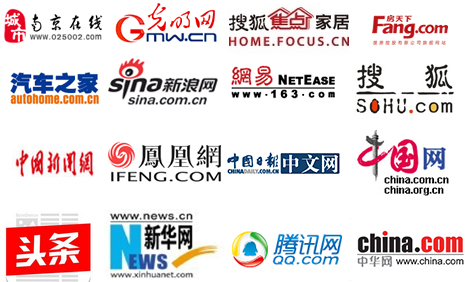 城市 南京在线
www.025002.com
光明网
GMW.cn
搜狐焦点家居
HOME.FOCUS.CN
房天下
Fang.com
汽车之家
autohome.com.cn
sina新浪网
sina.com.cn
網易 NETEASE
www.163.com
搜狐
SOHU.com
中國新聞網
鳳凰網
IFENG.COM
中国日报 中文网
CHINADAILY.COM.CN
中国网
china.com.cn
china.org.cn
头条
www.news.cn
新华网
NEWS
www.xinhuanet.com
腾讯网
QQ.com
china.com
中华网 www.china.com